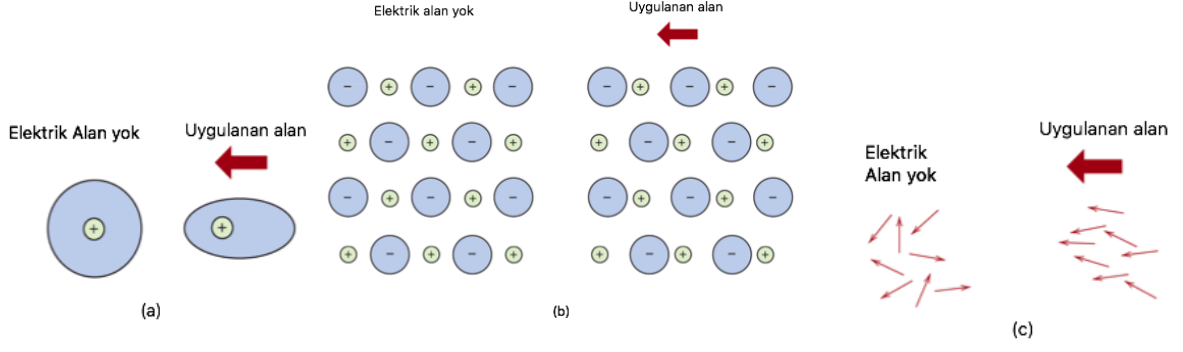 Elektrik Alan yok
Uygulanan alan
+
+
(a)
Elektrik alan yok
Uygulanan alan
− + − + −
+ − + − +
− + − + −
+ − + − +
− + − + −
+ − + − +
− + − + −
+ − + − +
(b)
Elektrik
Alan yok
Uygulanan alan
(c)